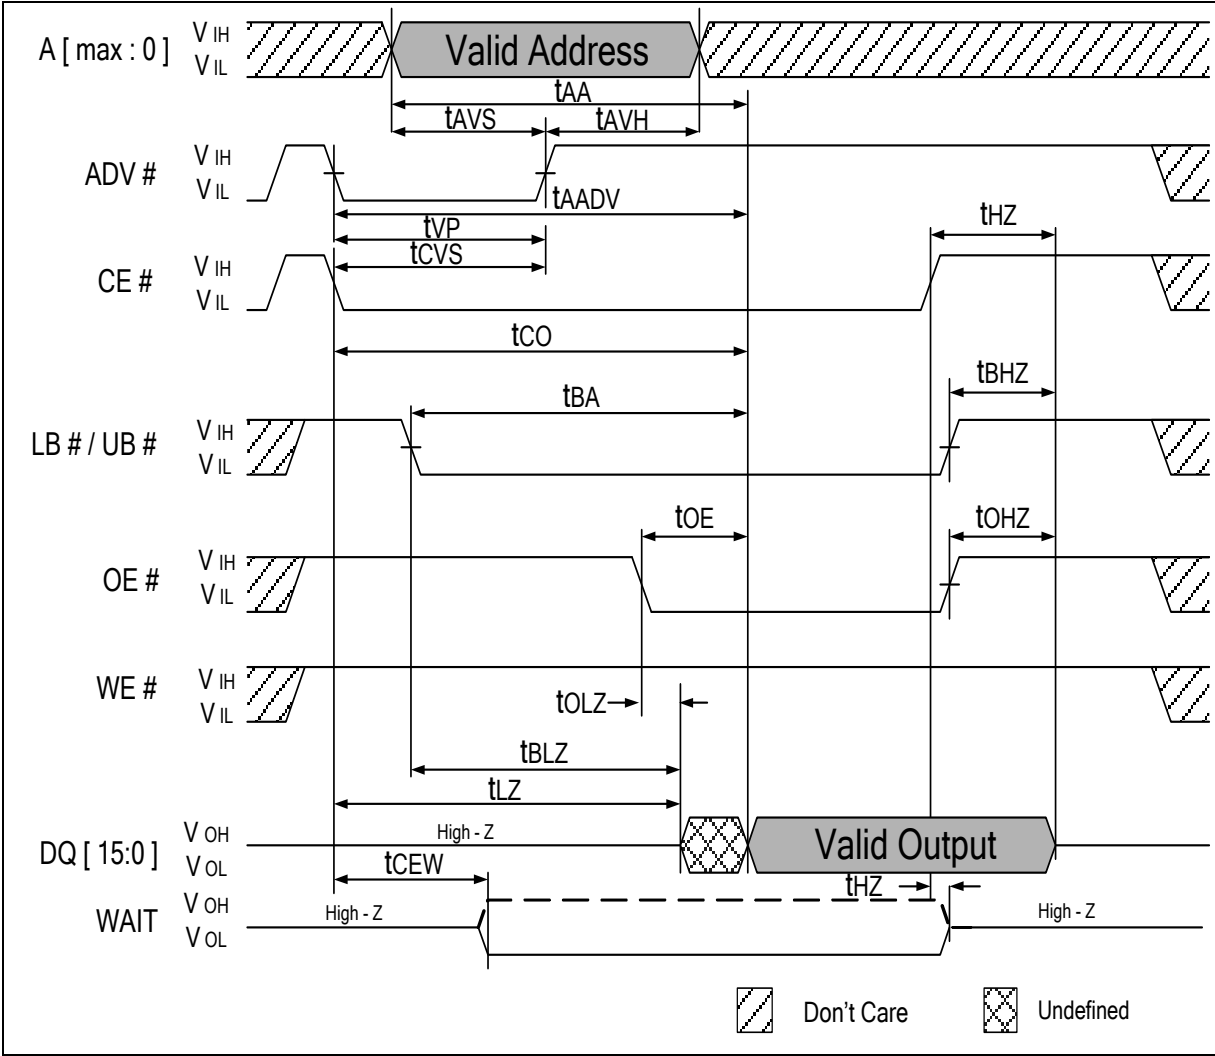 A [ max : 0 ]
V IH
V IL
Valid Address
tAA
tAVS
tAVH
ADV #
V IH
V IL
tAADV
tVP
tCVS
tHZ
CE #
V IH
V IL
tCO
tBHZ
tBA
LB # / UB #
V IH
V IL
tOE
tOHZ
OE #
V IH
V IL
WE #
V IH
V IL
tOLZ
tBLZ
tLZ
DQ [ 15:0 ]
V OH
V OL
High - Z
Valid Output
tCEW
tHZ
WAIT
V OH
V OL
High - Z
High - Z
Don't Care
Undefined